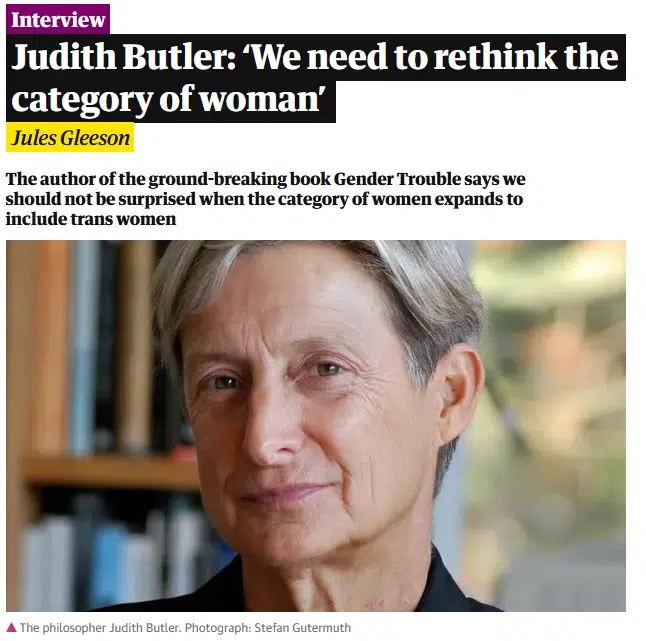 Interview
Judith Butler: ‘We need to rethink the
category of woman’
Jules Gleeson
The author of the ground-breaking book Gender Trouble says we
should not be surprised when the category of women expands to
include trans women
The philosopher Judith Butler. Photograph: Stefan Gutermuth